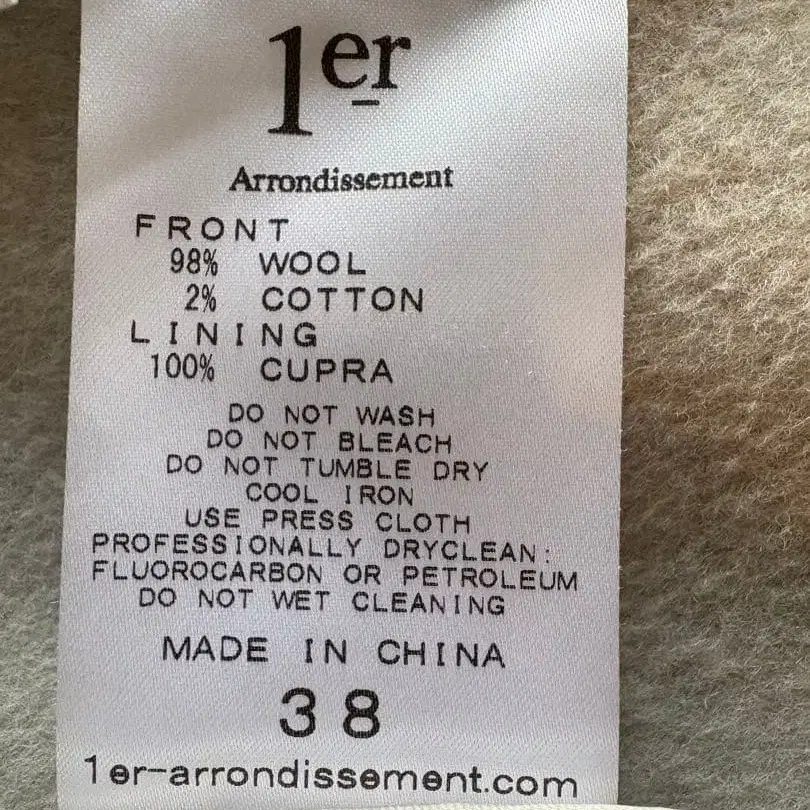 1er
Arrondissement
FRONT
98% WOOL
2% COTTON
LINING
100% CUPRA
DO NOT WASH
DO NOT BLEACH
DO NOT TUMBLE DRY
COOL IRON
USE PRESS CLOTH
PROFESSIONALLY DRYCLEAN:
FLUOROCARBON OR PETROLEUM
DO NOT WET CLEANING
MADE IN CHINA
38
1er-arrondissement.com